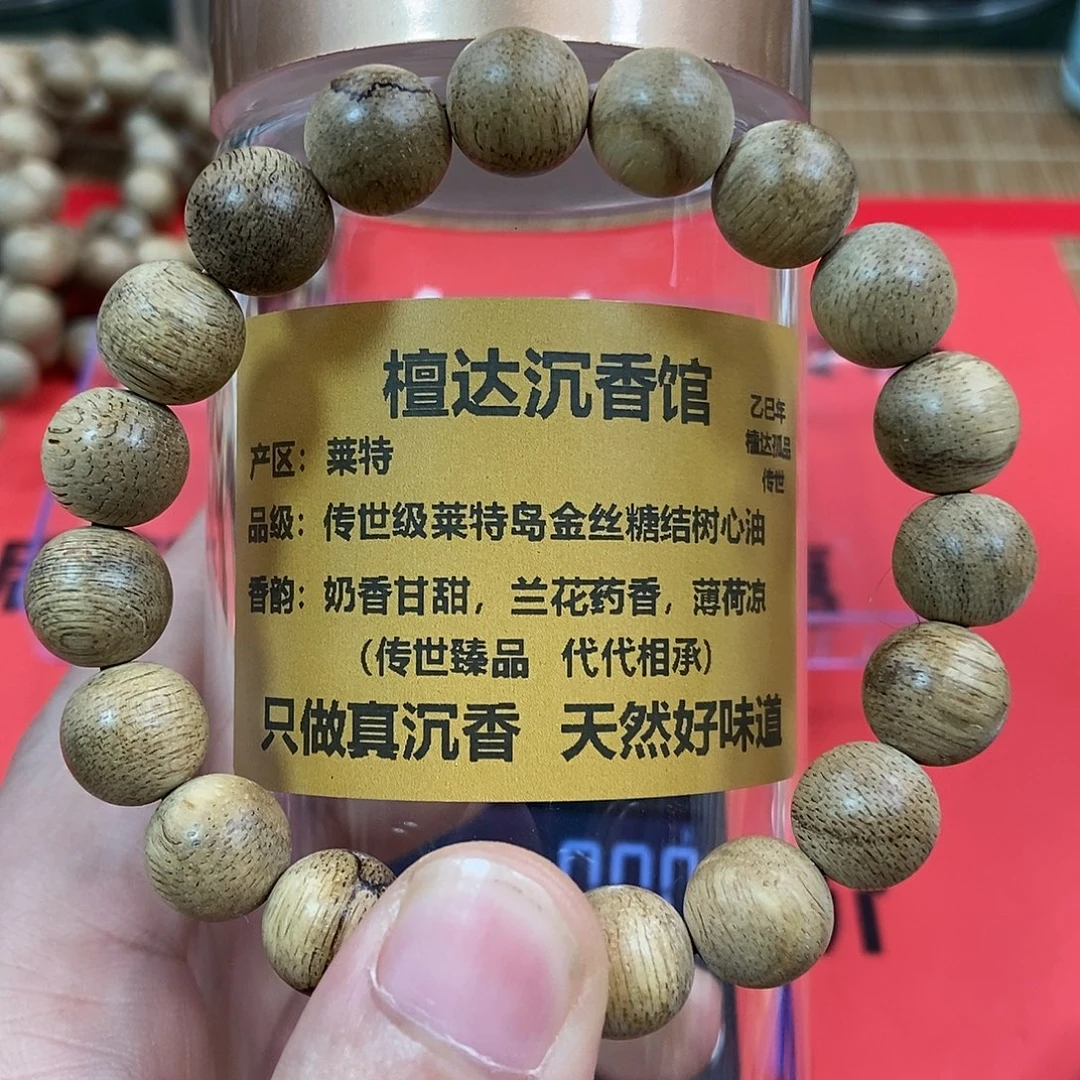 檀达沉香馆
乙巳年
檀达孤品
传世
产区：莱特
品级：传世级莱特岛金丝糖结树心油
香韵：奶香甘甜，兰花药香，薄荷凉
（传世臻品 代代相承）
只做真沉香 天然好味道
000